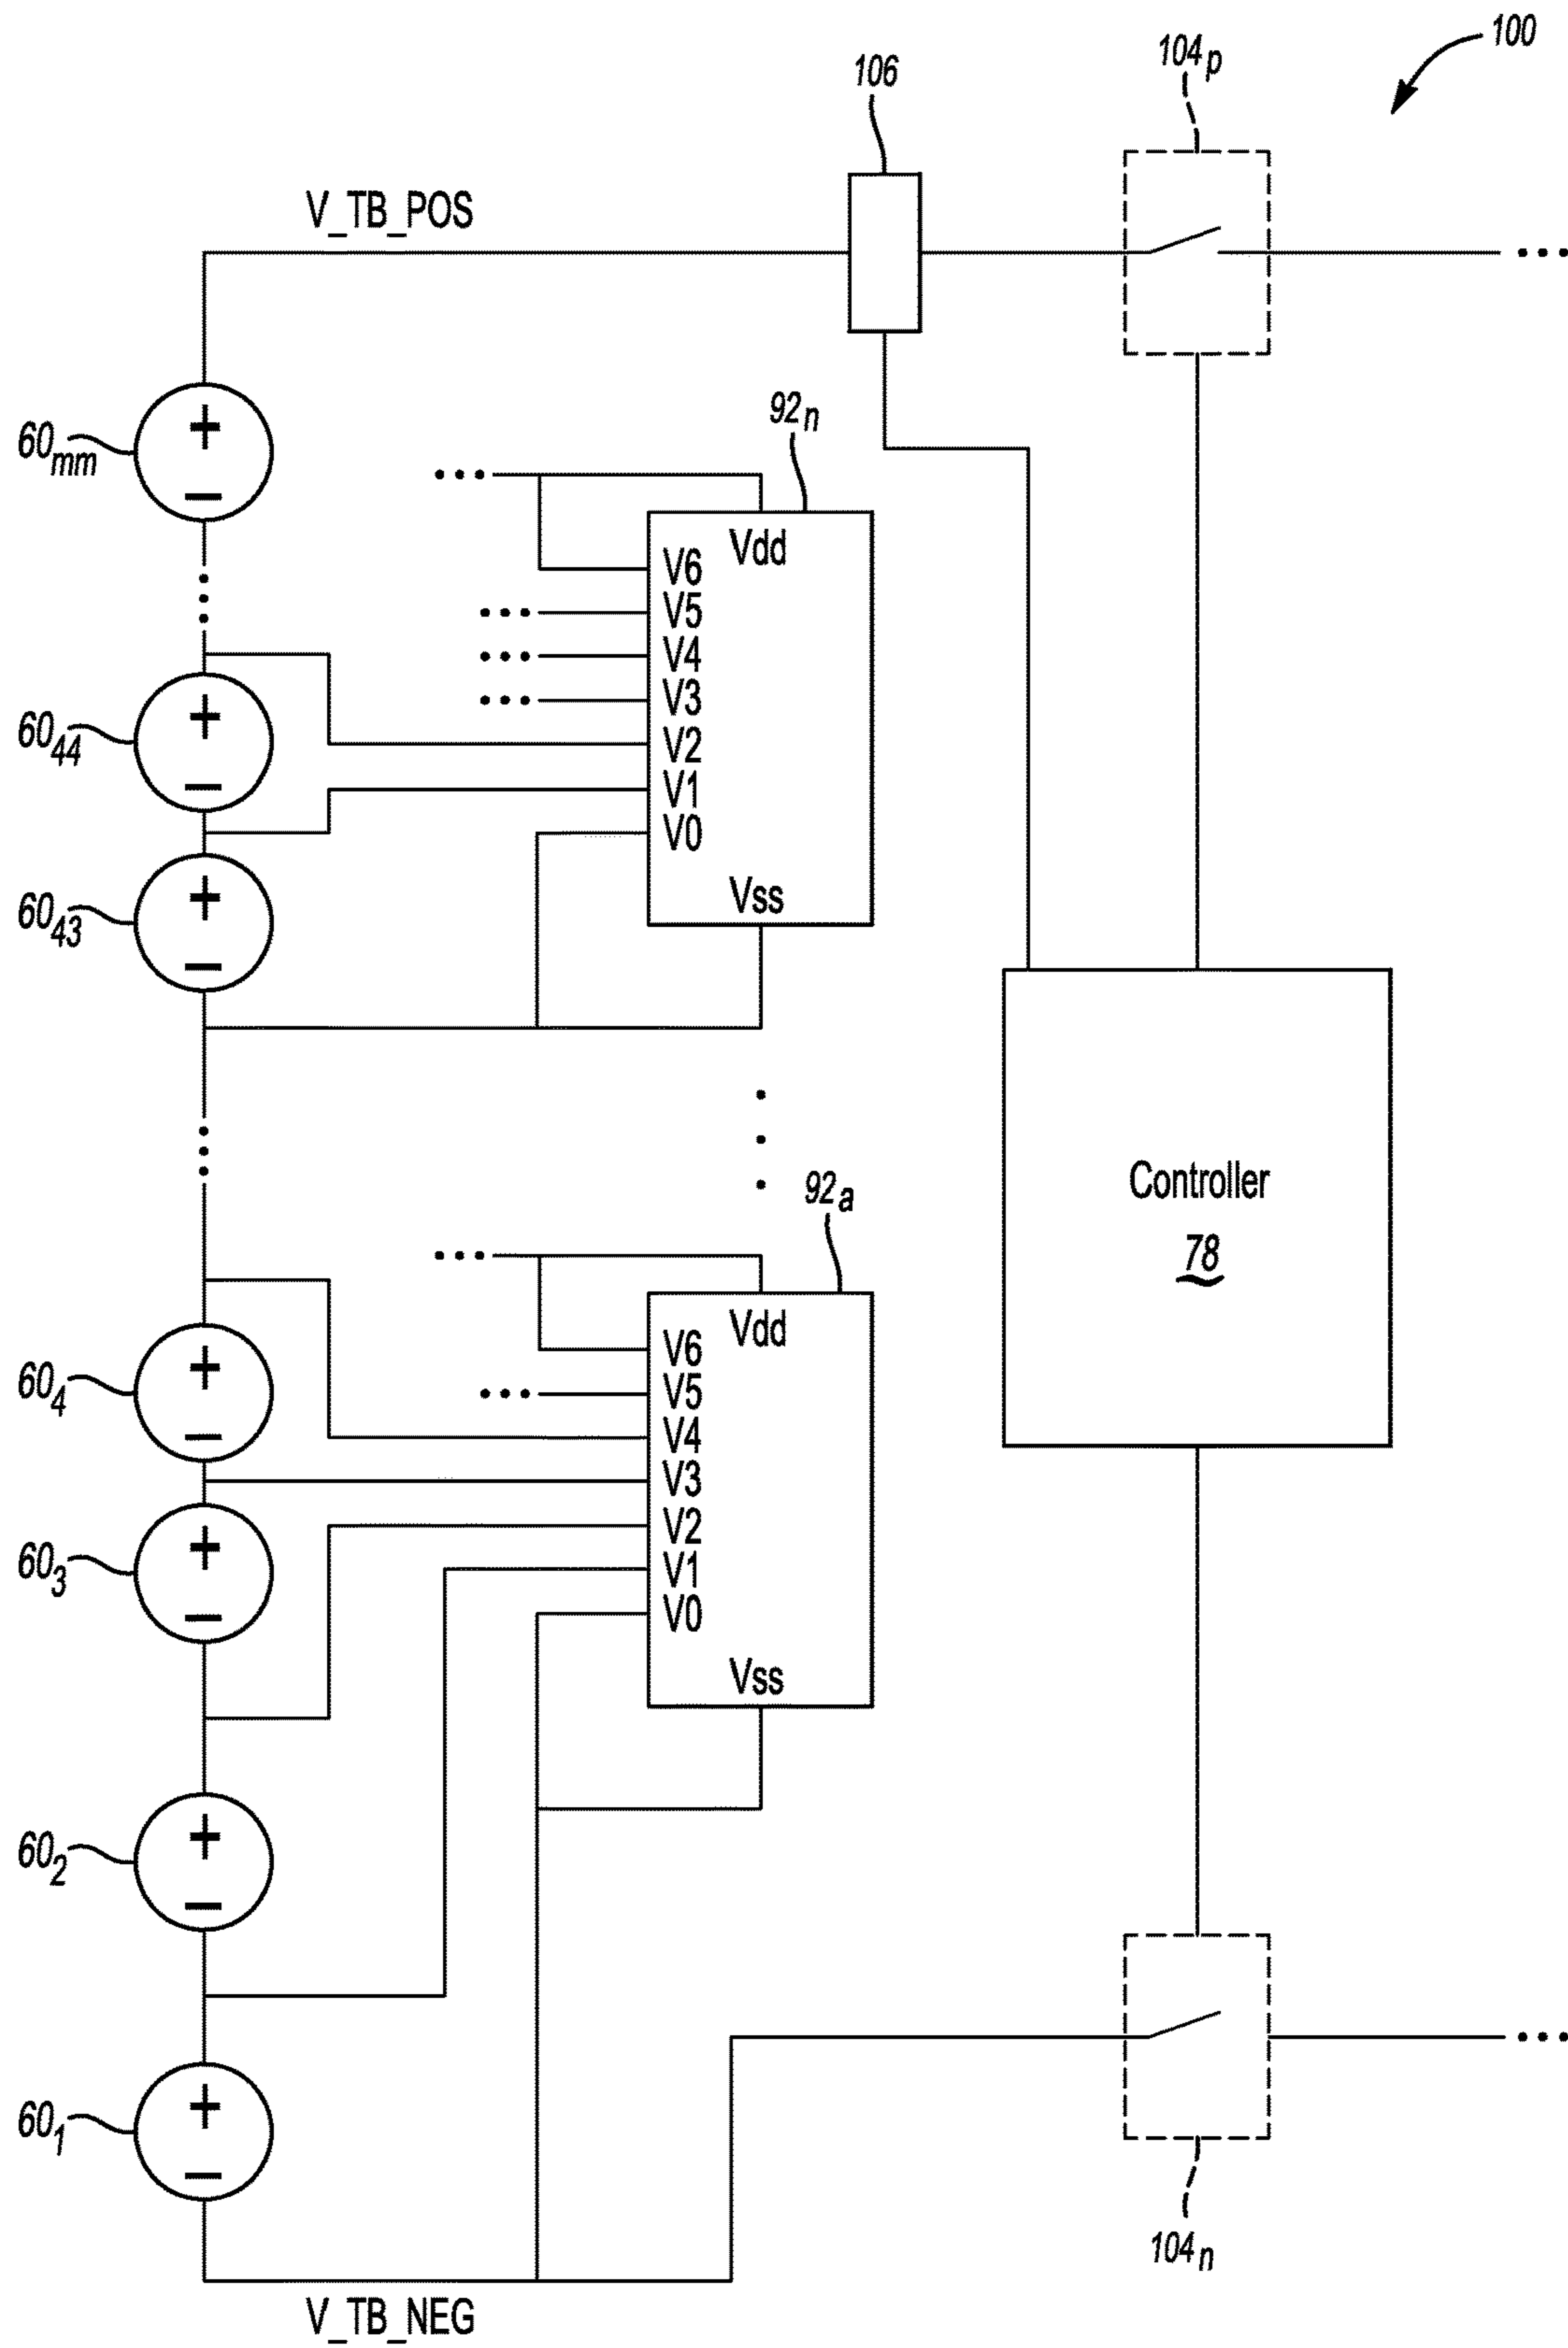 100
104p
106
V_TB_POS
92n
60mm
Vdd
V6
V5
V4
V3
6044
V2
V1
V0
Vss
6043
Controller
78
92a
Vdd
V6
V5
604
V4
V3
V2
603
V1
V0
Vss
602
601
104n
V_TB_NEG